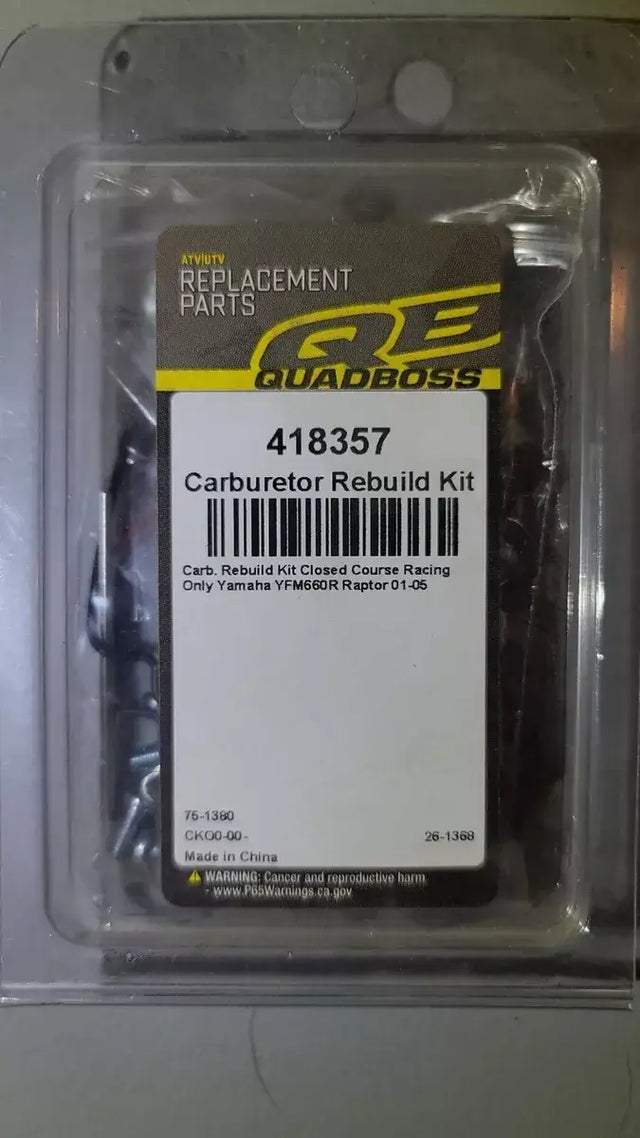 ATV|UTV
REPLACEMENT
PARTS
QB
QUADBOSS
418357
Carburetor Rebuild Kit
Carb. Rebuild Kit Closed Course Racing
Only Yamaha YFM660R Raptor 01-05
75-1380
CK00-00-
26-1368
Made in China
WARNING: Cancer and reproductive harm
- www.P65Warnings.ca.gov